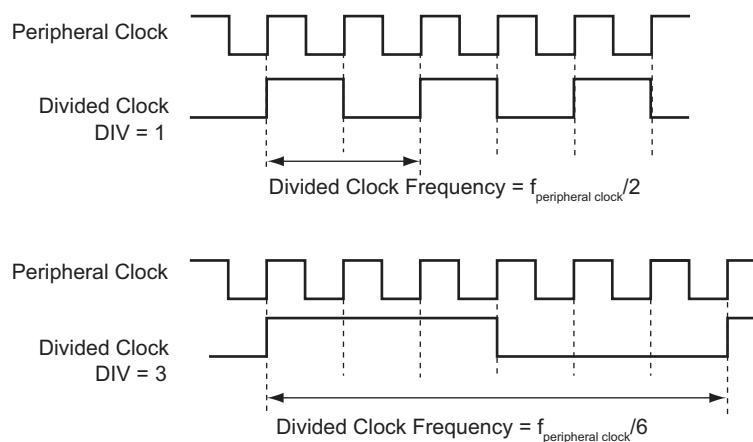 Peripheral Clock
Divided Clock
DIV = 1
Divided Clock Frequency = fperipheral clock/2
Peripheral Clock
Divided Clock
DIV = 3
Divided Clock Frequency = fperipheral clock/6